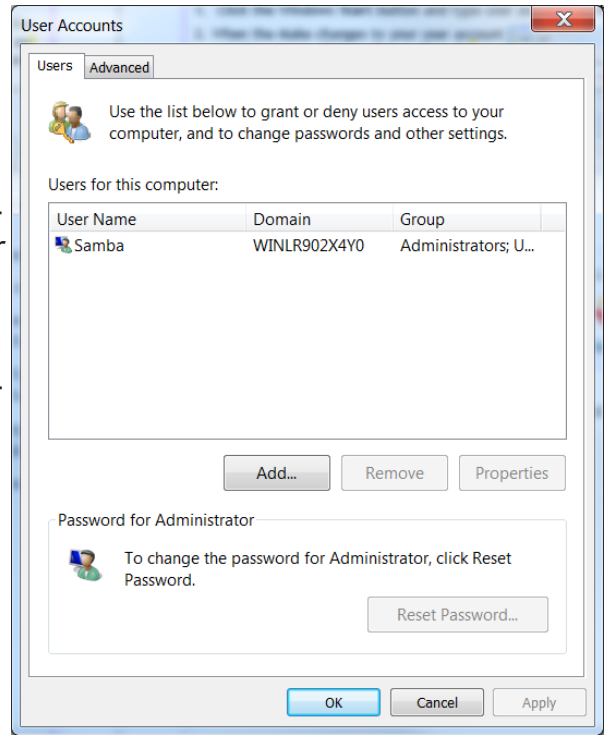 User Accounts
Users Advanced
Use the list below to grant or deny users access to your
computer, and to change passwords and other settings.
Users for this computer:
User Name Domain Group
Samba WINLR902X4Y0 Administrators; U...
Add... Remove Properties
Password for Administrator
To change the password for Administrator, click Reset
Password.
Reset Password...
OK Cancel Apply